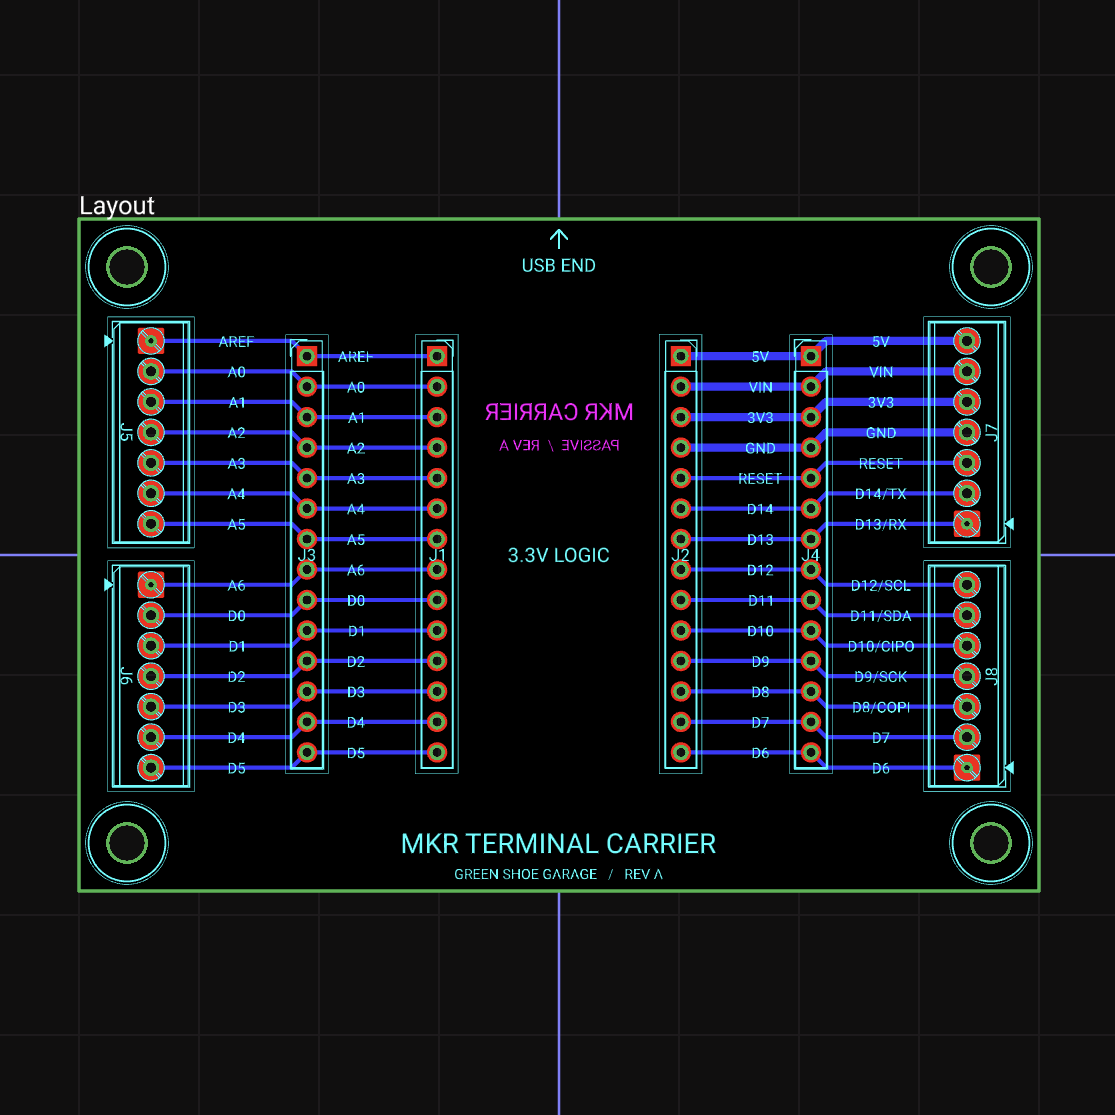 Layout
USB END
AREF
AREF
5V
5V
A0
A0
VIN
VIN
A1
A1
3V3
3V3
MKR CARRIER
PASSIVE / REV A
J5
A2
A2
GND
GND
J7
A3
A3
RESET
RESET
A4
A4
D14
D14/TX
A5
A5
D13
D13/RX
J3
J1
3.3V LOGIC
J2
J4
A6
A6
D12
D12/SCL
D0
D0
D11
D11/SDA
D1
D1
D10
D10/CIPO
J6
D2
D2
D9
D9/SCK
J8
D3
D3
D8
D8/COPI
D4
D4
D7
D7
D5
D5
D6
D6
MKR TERMINAL CARRIER
GREEN SHOE GARAGE / REV A